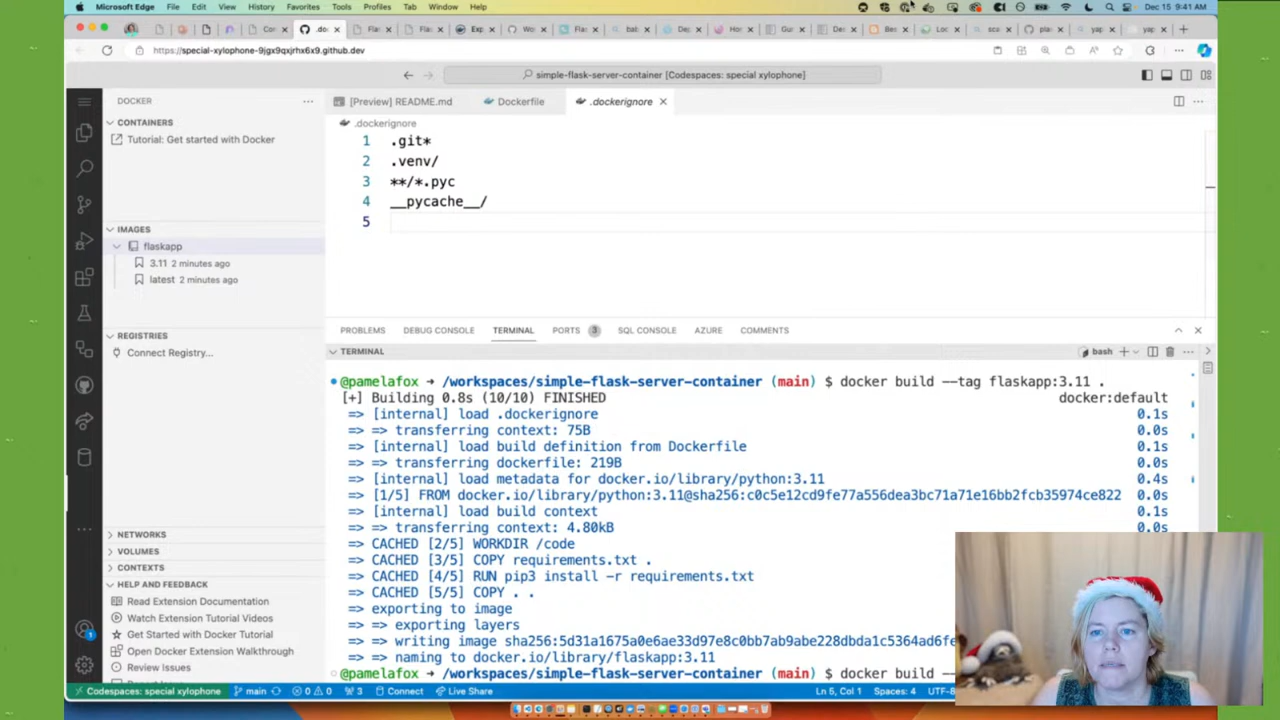 Microsoft Edge File Edit View History Favorites Tools Profiles Tab Window Help
Dec 15 9:41 AM
https://special-xylophone-9jgx9qxjrhx6x9.github.dev
simple-flask-server-container [Codespaces: special xylophone]
DOCKER
CONTAINERS
Tutorial: Get started with Docker
IMAGES
flaskapp
3.11 2 minutes ago
latest 2 minutes ago
REGISTRIES
Connect Registry...
NETWORKS
VOLUMES
CONTEXTS
HELP AND FEEDBACK
Read Extension Documentation
Watch Extension Tutorial Videos
Get Started with Docker Tutorial
Open Docker Extension Walkthrough
Review Issues
[Preview] README.md Dockerfile .dockerignore
.dockerignore
1 .git*
2 .venv/
3 **/*.pyc
4 __pycache__/
5
PROBLEMS DEBUG CONSOLE TERMINAL PORTS 3 SQL CONSOLE AZURE COMMENTS
TERMINAL bash
@pamelafox → /workspaces/simple-flask-server-container (main) $ docker build --tag flaskapp:3.11 .
[+] Building 0.8s (10/10) FINISHED docker:default
=> [internal] load .dockerignore 0.1s
=> => transferring context: 75B 0.0s
=> [internal] load build definition from Dockerfile 0.1s
=> => transferring dockerfile: 219B 0.0s
=> [internal] load metadata for docker.io/library/python:3.11 0.4s
=> [1/5] FROM docker.io/library/python:3.11@sha256:c0c5e12cd9fe77a556dea3bc71a71e16bb2fcb35974ce822 0.0s
=> [internal] load build context 0.1s
=> => transferring context: 4.80kB 0.0s
=> CACHED [2/5] WORKDIR /code
=> CACHED [3/5] COPY requirements.txt .
=> CACHED [4/5] RUN pip3 install -r requirements.txt
=> CACHED [5/5] COPY . .
=> exporting to image
=> => exporting layers
=> => writing image sha256:5d31a1675a0e6ae33d97e8c0bb7ab9abe228dbda1c5364ad6fe
=> => naming to docker.io/library/flaskapp:3.11
@pamelafox → /workspaces/simple-flask-server-container (main) $ docker build --
Codespaces: special xylophone main 0 0 3 Connect Live Share
Ln 5, Col 1 Spaces: 4 UTF-8